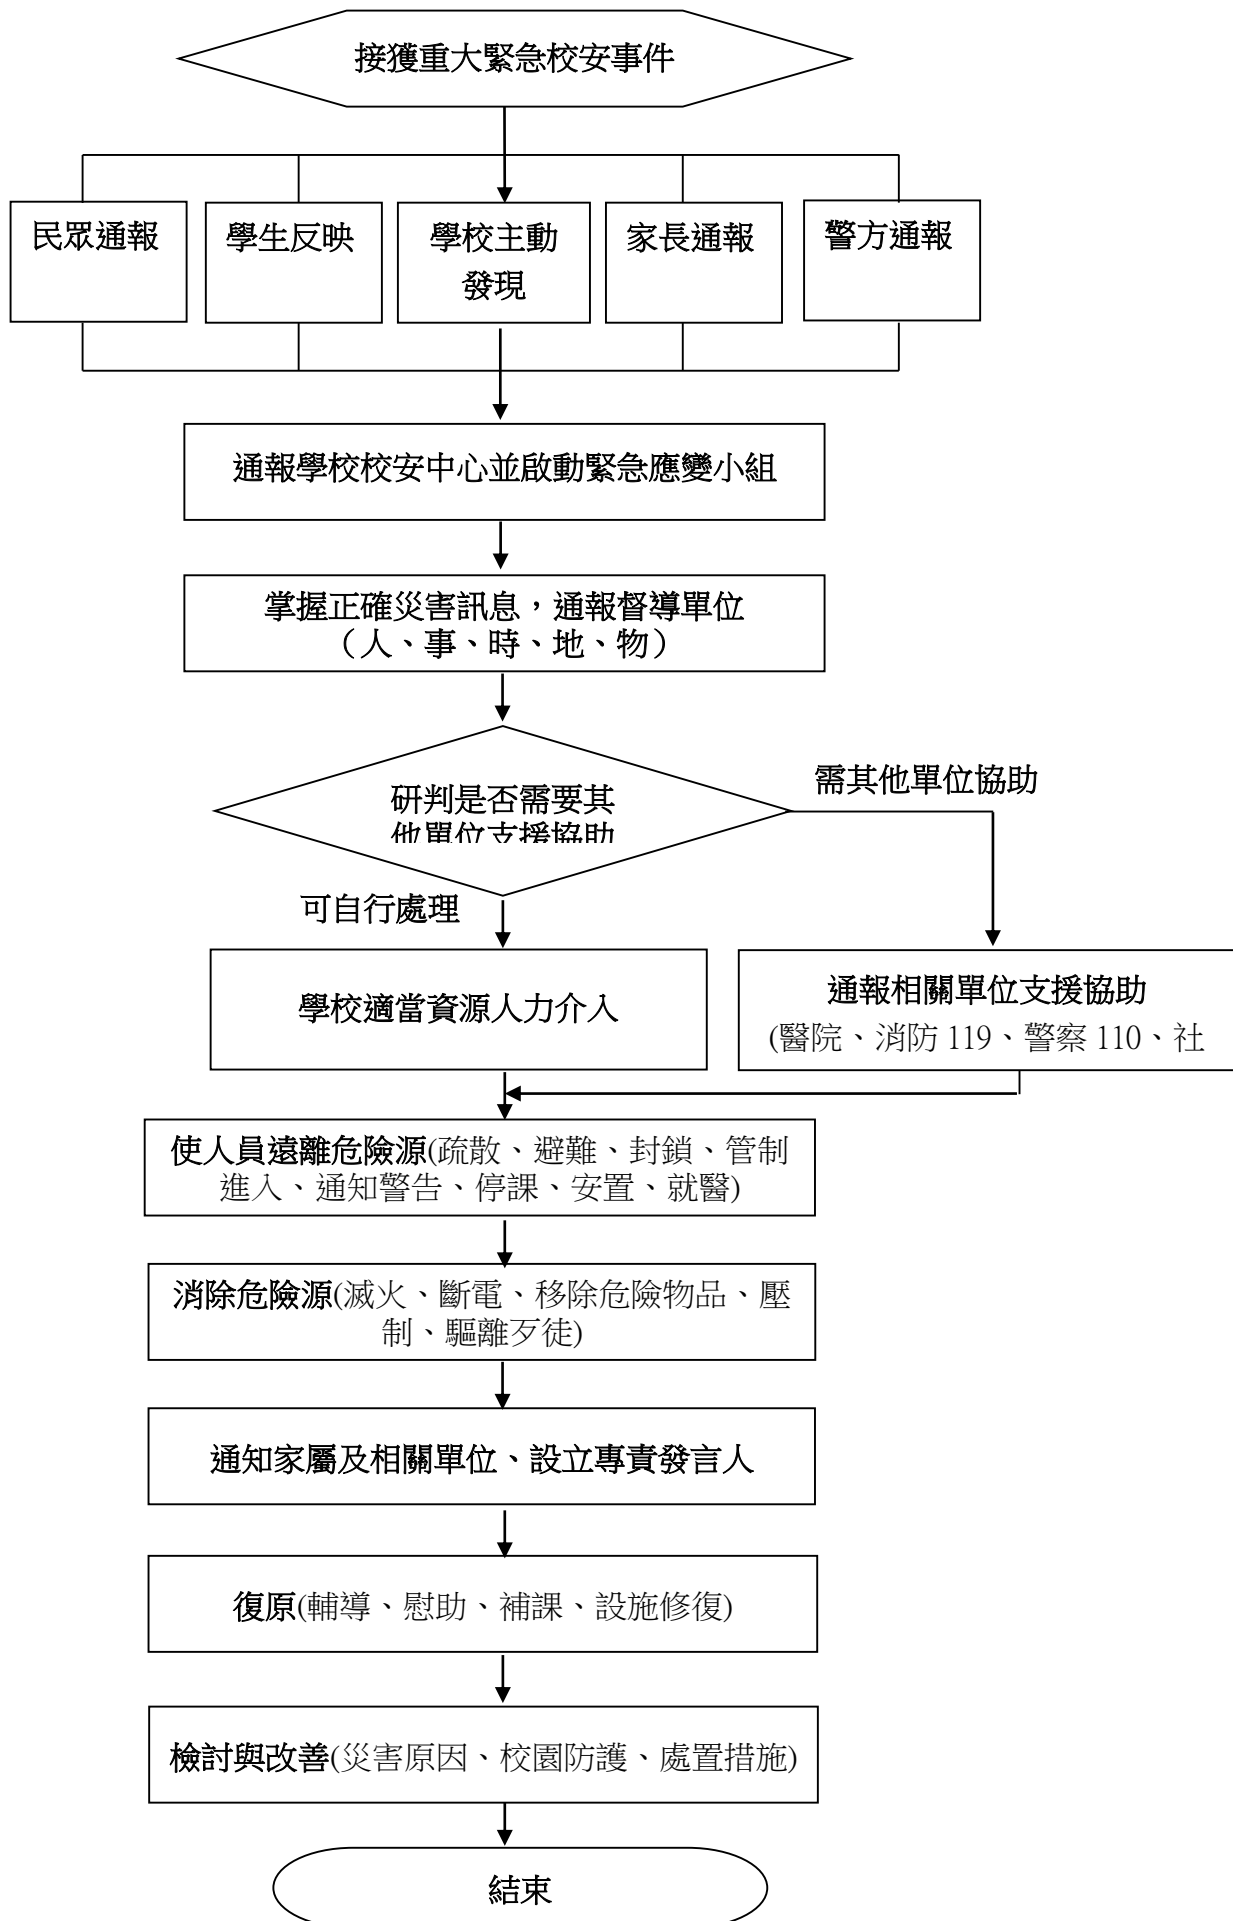 接獲重大緊急校安事件
民眾通報
學生反映
學校主動
發現
家長通報
警方通報
通報學校校安中心並啟動緊急應變小組
掌握正確災害訊息，通報督導單位
（人、事、時、地、物）
需其他單位協助
研判是否需要其
他單位支援協助
可自行處理
學校適當資源人力介入
通報相關單位支援協助
(醫院、消防 119、警察 110、社
使人員遠離危險源(疏散、避難、封鎖、管制
進入、通知警告、停課、安置、就醫)
消除危險源(滅火、斷電、移除危險物品、壓
制、驅離歹徒)
通知家屬及相關單位、設立專責發言人
復原(輔導、慰助、補課、設施修復)
檢討與改善(災害原因、校園防護、處置措施)
結束